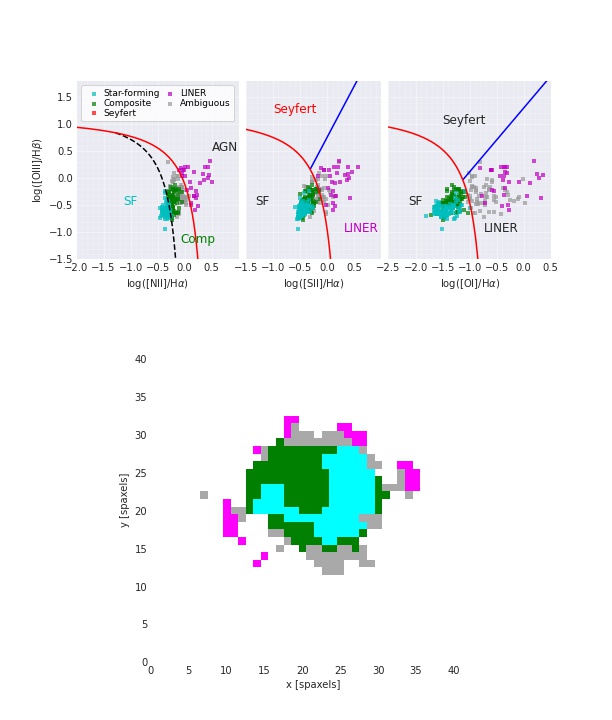 Star-forming LINER
Composite Ambiguous
Seyfert
log([OIII]/Hβ)
1.5
1.0
0.5
0.0
−0.5
−1.0
−1.5
AGN
SF
Comp
Seyfert
SF
LINER
Seyfert
SF
LINER
−2.0 −1.5 −1.0 −0.5 0.0 0.5
−1.5 −1.0 −0.5 0.0 0.5
−2.5 −2.0 −1.5 −1.0 −0.5 0.0 0.5
log([NII]/Hα)
log([SII]/Hα)
log([OI]/Hα)
40
35
30
25
20
15
10
5
0
y [spaxels]
0 5 10 15 20 25 30 35 40
x [spaxels]